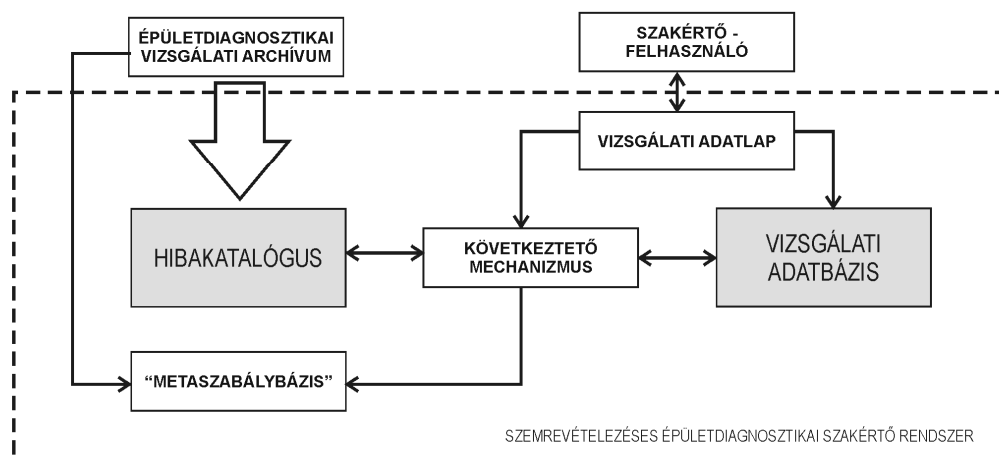 ÉPÜLETDIAGNOSZTIKAI
VIZSGÁLATI ARCHÍVUM
SZAKÉRTŐ -
FELHASZNÁLÓ
VIZSGÁLATI ADATLAP
HIBAKATALÓGUS
KÖVETKEZTETŐ
MECHANIZMUS
VIZSGÁLATI
ADATBÁZIS
“METASZABÁLYBÁZIS”
SZEMREVÉTELEZÉSES ÉPÜLETDIAGNOSZTIKAI SZAKÉRTŐ RENDSZER